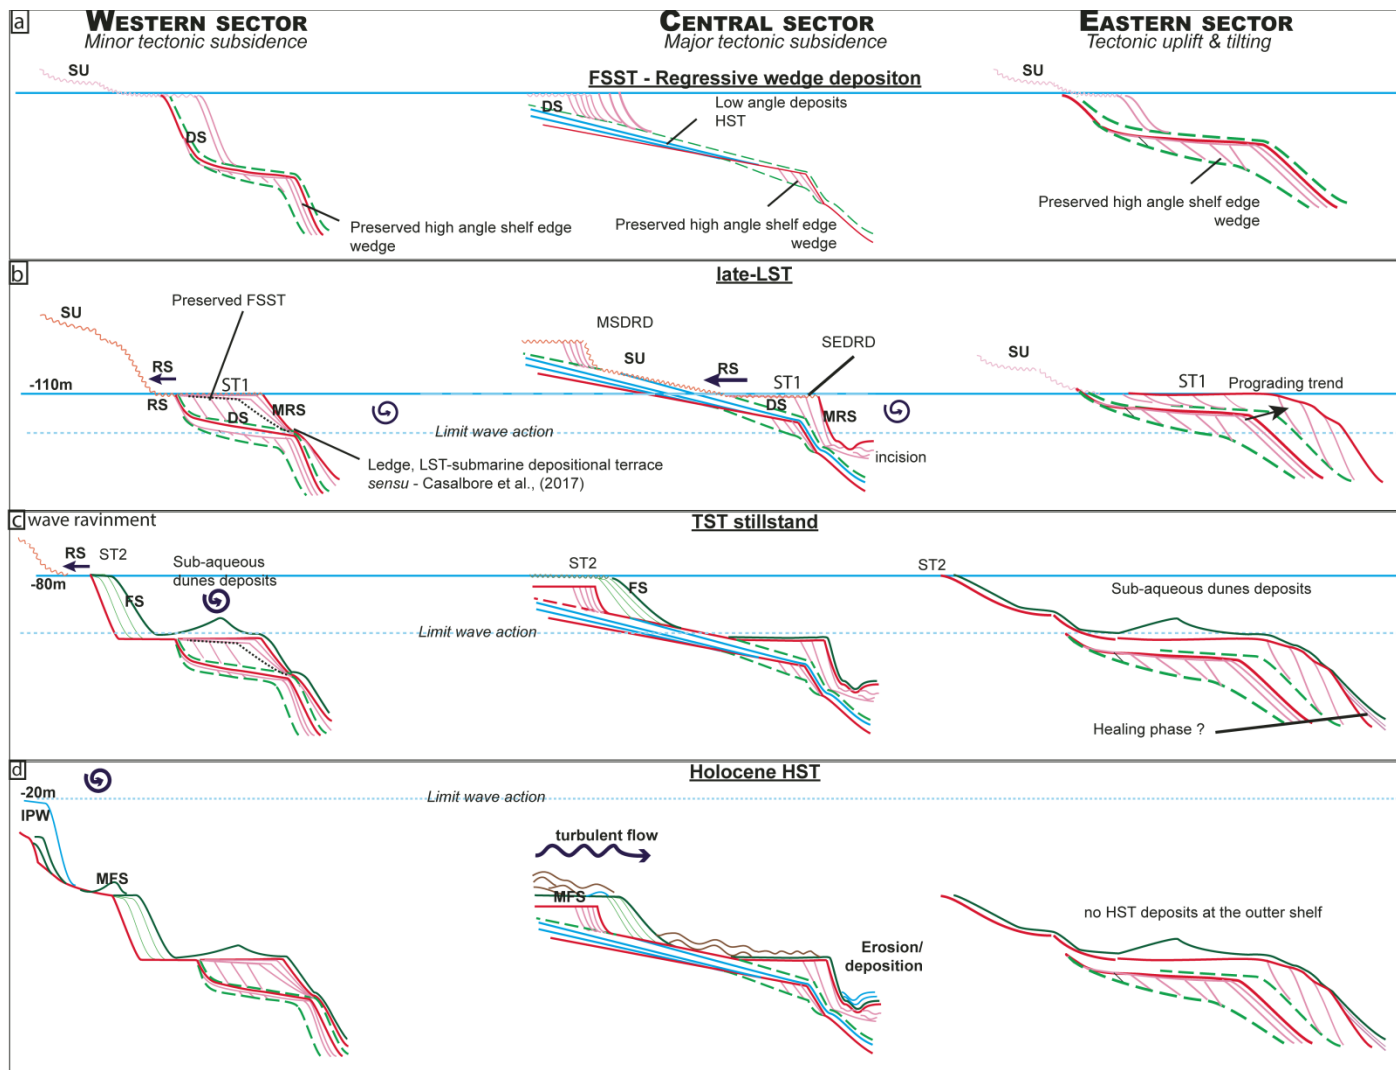 a
WESTERN SECTOR
Minor tectonic subsidence
CENTRAL SECTOR
Major tectonic subsidence
EASTERN SECTOR
Tectonic uplift & tilting
FSST - Regressive wedge depositon
SU
DS
Preserved high angle shelf edge
wedge
DS
Low angle deposits
HST
Preserved high angle shelf edge
wedge
SU
Preserved high angle shelf edge
wedge
b
late-LST
Preserved FSST
SU
RS
-110m
RS
ST1
DS
MRS
Limit wave action
Ledge, LST-submarine depositional terrace
sensu - Casalbore et al., (2017)
MSDRD
SU
RS
SEDRD
ST1
DS
MRS
incision
SU
ST1
Prograding trend
c
wave ravinment
TST stillstand
RS
ST2
-80m
FS
Sub-aqueous
dunes deposits
Limit wave action
ST2
FS
ST2
Sub-aqueous dunes deposits
Healing phase ?
d
Holocene HST
-20m
Limit wave action
IPW
MFS
turbulent flow
MFS
Erosion/
deposition
no HST deposits at the outter shelf